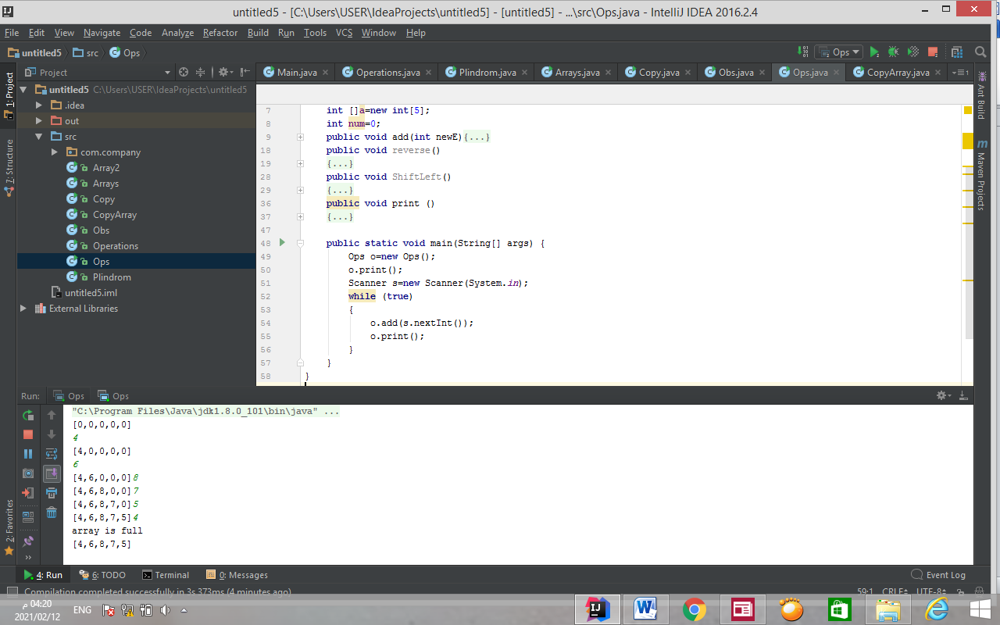 untitled5 - [C:\Users\USER\IdeaProjects\untitled5] - [untitled5] - ...\src\Ops.java - IntelliJ IDEA 2016.2.4
File Edit View Navigate Code Analyze Refactor Build Run Tools VCS Window Help
untitled5 src Ops
Ops
1: Project
7: Structure
2: Favorites
Project
untitled5 C:\Users\USER\IdeaProjects\untitled5
.idea
out
src
com.company
Array2
Arrays
Copy
CopyArray
Obs
Operations
Ops
Plindrom
untitled5.iml
External Libraries
Main.java Operations.java Plindrom.java Arrays.java Copy.java Obs.java Ops.java CopyArray.java
7 int []a=new int[5];
8 int num=0;
9 public void add(int newE){...}
18 public void reverse()
19 {...}
28 public void ShiftLeft()
29 {...}
36 public void print ()
37 {...}
47
48 public static void main(String[] args) {
49 Ops o=new Ops();
50 o.print();
51 Scanner s=new Scanner(System.in);
52 while (true)
53 {
54 o.add(s.nextInt());
55 o.print();
56 }
57 }
58 }
Ant Build
Maven Projects
Run: Ops Ops
"C:\Program Files\Java\jdk1.8.0_101\bin\java" ...
[0,0,0,0,0]
4
[4,0,0,0,0]
6
[4,6,0,0,0]8
[4,6,8,0,0]7
[4,6,8,7,0]5
[4,6,8,7,5]4
array is full
[4,6,8,7,5]
4: Run 6: TODO Terminal 0: Messages Event Log
Compilation completed successfully in 3s 373ms (4 minutes ago) 59:1 CRLF UTF-8
04:20 م
2021/02/12
ENG